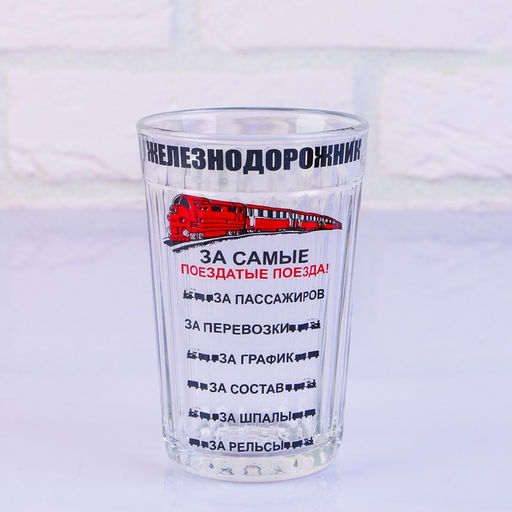 ЖЕЛЕЗНОДОРОЖНИК
ЗА САМЫЕ
ПОЕЗДАТЫЕ ПОЕЗДА!
ЗА ПАССАЖИРОВ
ЗА ПЕРЕВОЗКИ
ЗА ГРАФИК
ЗА СОСТАВ
ЗА ШПАЛЫ
ЗА РЕЛЬСЫ